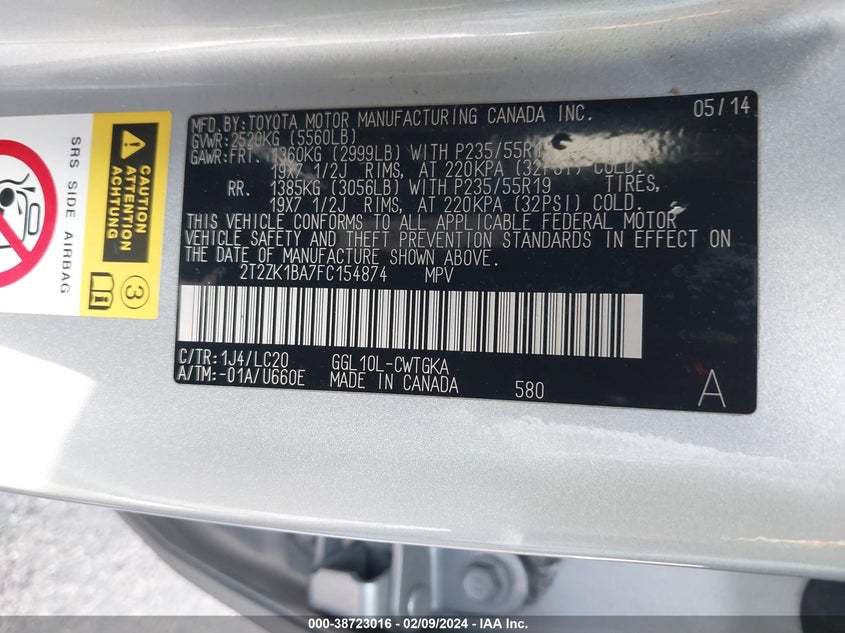 MFD.BY:TOYOTA MOTOR MANUFACTURING CANADA INC. 05/14
GVWR:2520KG (5560LB)
GAWR:FRT. 1360KG (2999LB) WITH P235/55R1
19X7 1/2J RIMS, AT 220KPA (32PSI) COLD.
RR. 1385KG (3056LB) WITH P235/55R19 TIRES,
19X7 1/2J RIMS, AT 220KPA (32PSI) COLD.
THIS VEHICLE CONFORMS TO ALL APPLICABLE FEDERAL MOTOR
VEHICLE SAFETY AND THEFT PREVENTION STANDARDS IN EFFECT ON
THE DATE OF MANUFACTURE SHOWN ABOVE.
2T2ZK1BA7FC154874 MPV
C/TR:1J4/LC20 GGL10L-CWTGKA
A/TM:-01A/U660E MADE IN CANADA 580 A
SRS SIDE AIRBAG
CAUTION
ATTENTION
ACHTUNG
3
000-38723016 - 02/09/2024 - IAA Inc.